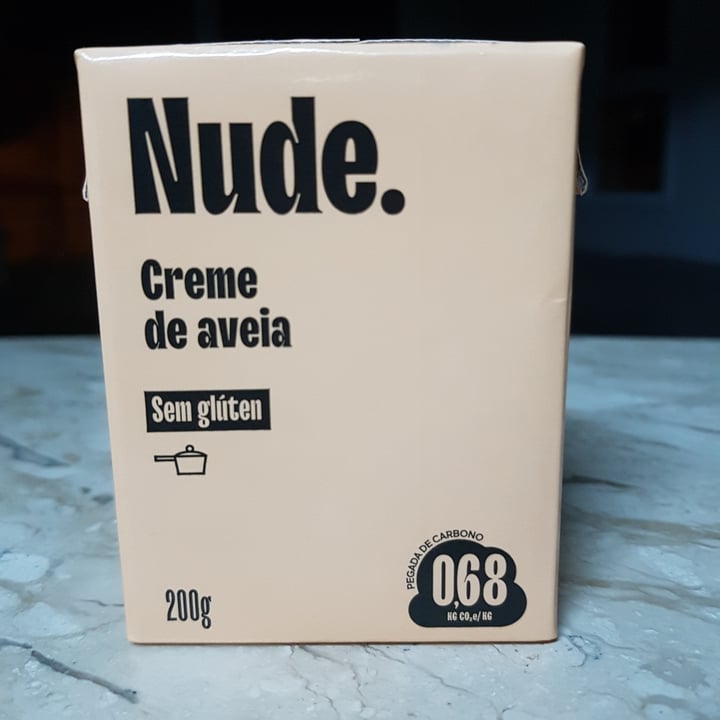 Nude.
Creme
de aveia
Sem glúten
PEGADA DE CARBONO
0,68
KG CO₂e/KG
200g